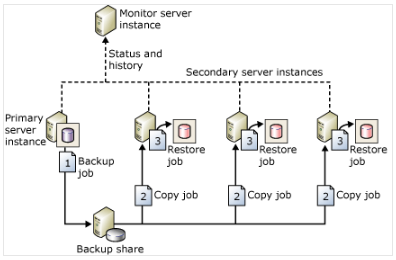 Monitor server
instance
Status and
history
Secondary server instances
Primary
server
instance
1
Backup
job
3
Restore
job
3
Restore
job
3
Restore
job
2
Copy job
2
Copy job
2
Copy job
Backup share